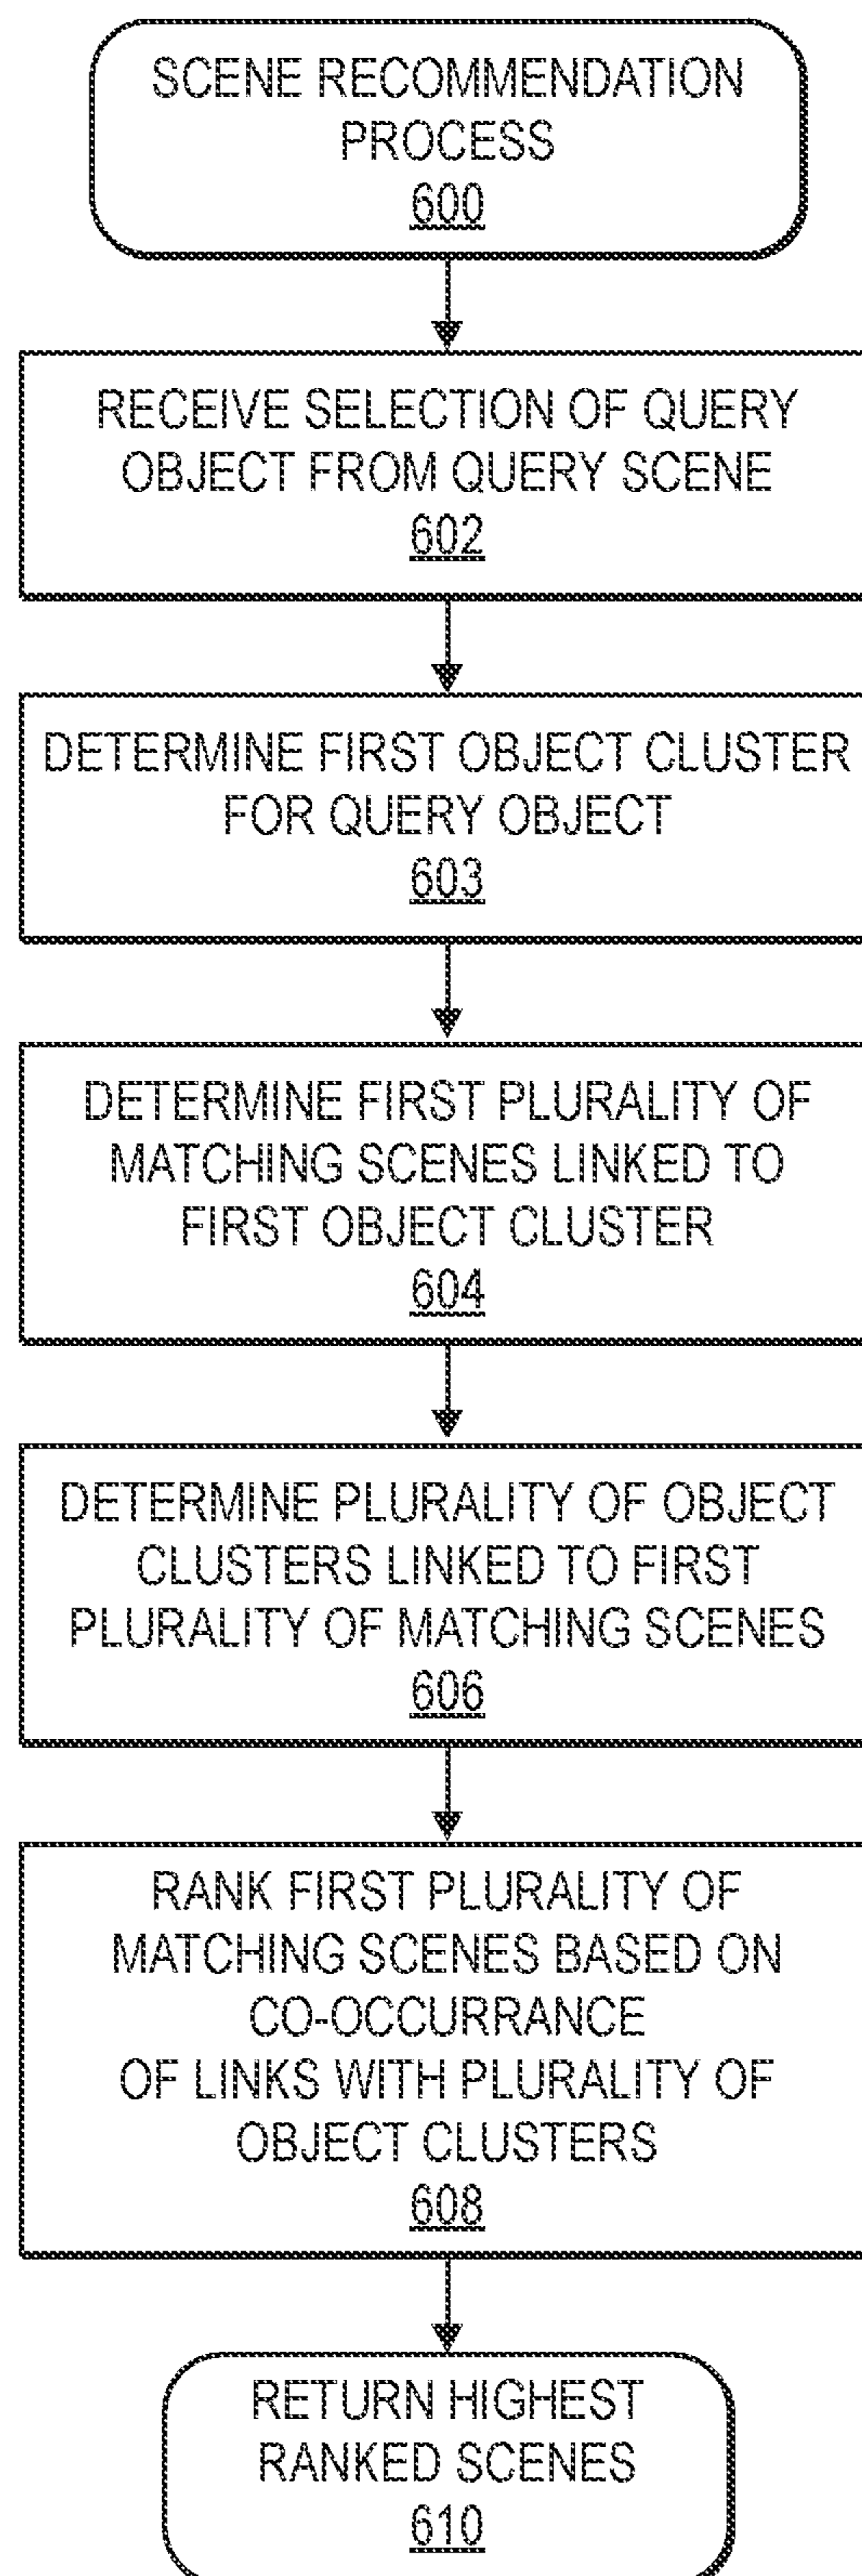 SCENE RECOMMENDATION
PROCESS
600
RECEIVE SELECTION OF QUERY
OBJECT FROM QUERY SCENE
602
DETERMINE FIRST OBJECT CLUSTER
FOR QUERY OBJECT
603
DETERMINE FIRST PLURALITY OF
MATCHING SCENES LINKED TO
FIRST OBJECT CLUSTER
604
DETERMINE PLURALITY OF OBJECT
CLUSTERS LINKED TO FIRST
PLURALITY OF MATCHING SCENES
606
RANK FIRST PLURALITY OF
MATCHING SCENES BASED ON
CO-OCCURRANCE
OF LINKS WITH PLURALITY OF
OBJECT CLUSTERS
608
RETURN HIGHEST
RANKED SCENES
610